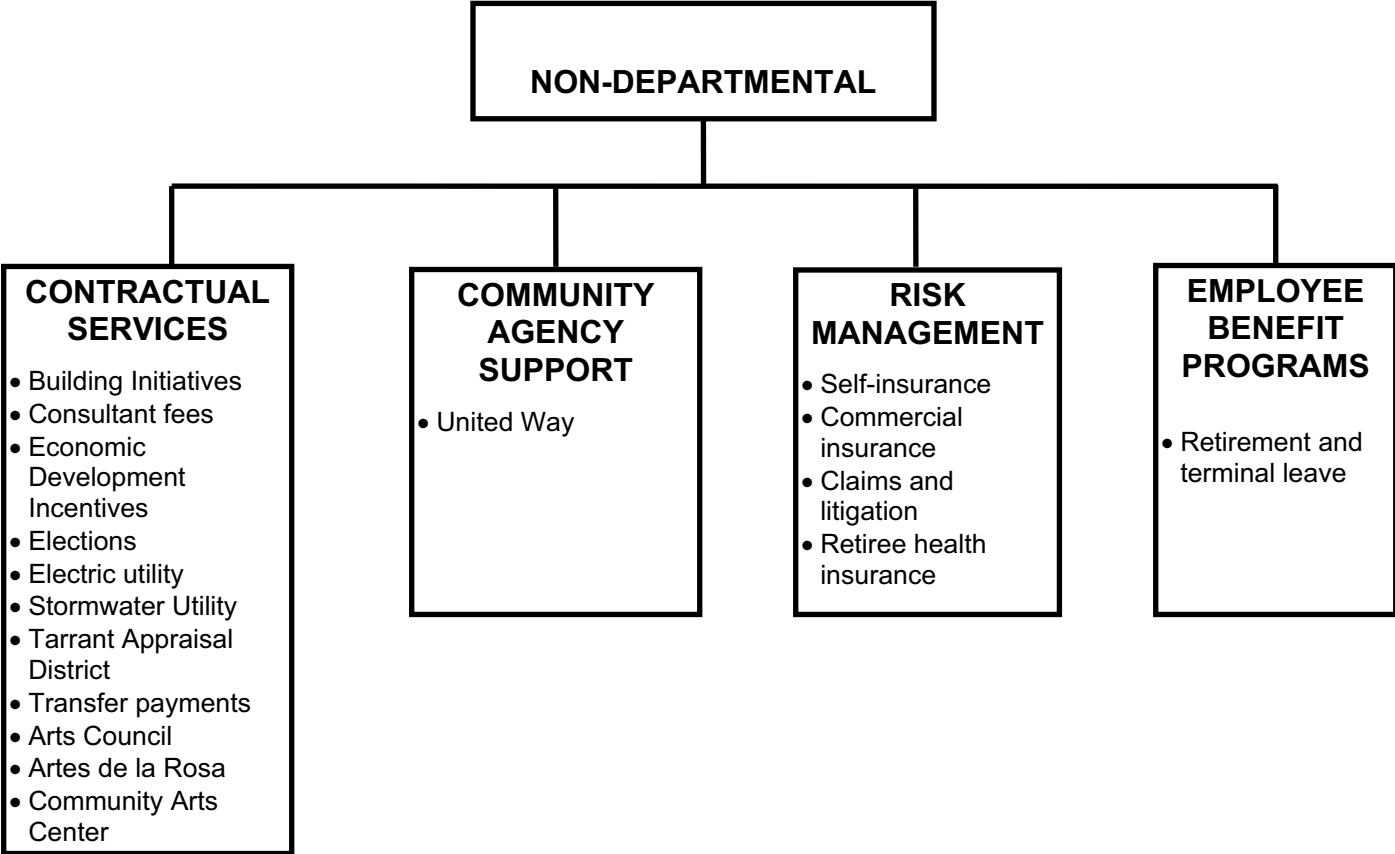 NON-DEPARTMENTAL
CONTRACTUAL
SERVICES
• Building Initiatives
• Consultant fees
• Economic
Development
Incentives
• Elections
• Electric utility
• Stormwater Utility
• Tarrant Appraisal
District
• Transfer payments
• Arts Council
• Artes de la Rosa
• Community Arts
Center
COMMUNITY
AGENCY
SUPPORT
• United Way
RISK
MANAGEMENT
• Self-insurance
• Commercial
insurance
• Claims and
litigation
• Retiree health
insurance
EMPLOYEE
BENEFIT
PROGRAMS
• Retirement and
terminal leave